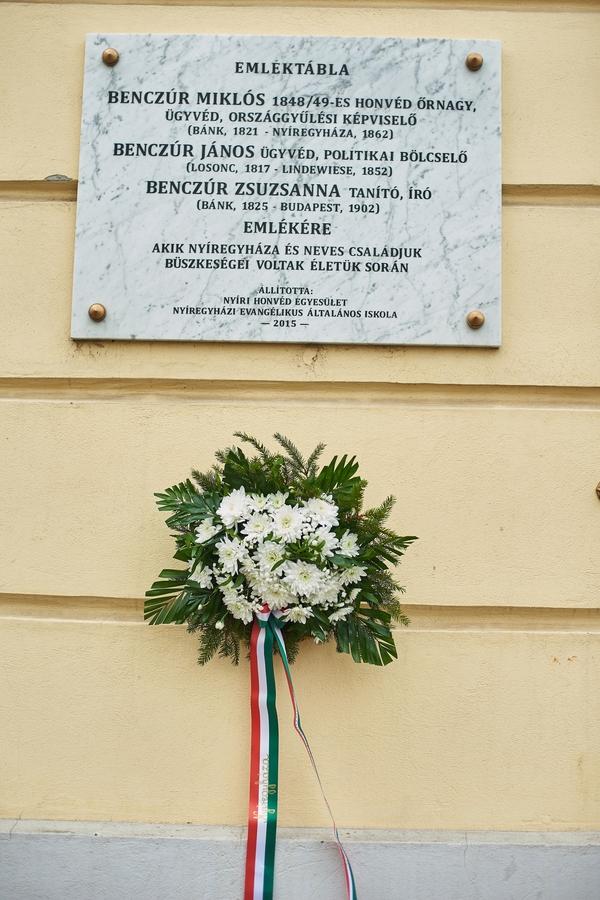 EMLÉKTÁBLA
BENCZÚR MIKLÓS 1848/49-ES HONVÉD ŐRNAGY,
ÜGYVÉD, ORSZÁGGYŰLÉSI KÉPVISELŐ
(BÁNK, 1821 - NYÍREGYHÁZA, 1862)
BENCZÚR JÁNOS ÜGYVÉD, POLITIKAI BÖLCSELŐ
(LOSONC, 1817 - LINDEWIESE, 1852)
BENCZÚR ZSUZSANNA TANÍTÓ, ÍRÓ
(BÁNK, 1825 - BUDAPEST, 1902)
EMLÉKÉRE
AKIK NYÍREGYHÁZA ÉS NEVES CSALÁDJUK
BÜSZKESÉGEI VOLTAK ÉLETÜK SORÁN
ÁLLÍTOTTA:
NYÍRI HONVÉD EGYESÜLET
NYÍREGYHÁZI EVANGÉLIKUS ÁLTALÁNOS ISKOLA
— 2015 —
Nyíregyháza